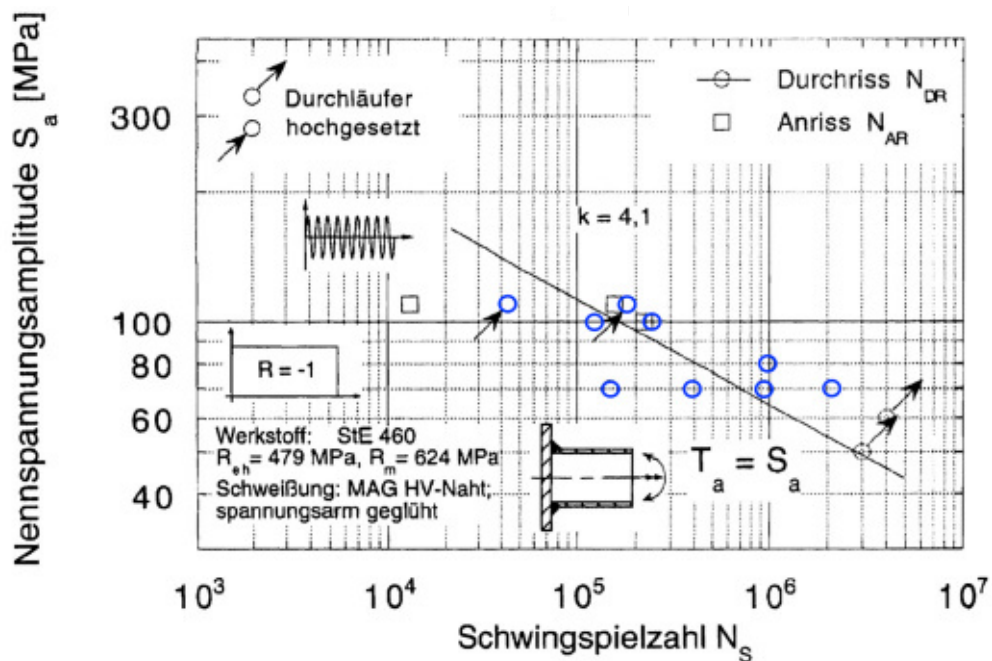 Nennspannungsamplitude S_a [MPa]
300
100
80
60
40
Durchläufer
hochgesetzt
Durchriss N_DR
Anriss N_AR
k = 4,1
R = -1
Werkstoff: StE 460
R_eh = 479 MPa, R_m = 624 MPa
Schweißung: MAG HV-Naht;
spannungsarm geglüht
T_a = S_a
10^3 10^4 10^5 10^6 10^7
Schwingspielzahl N_S